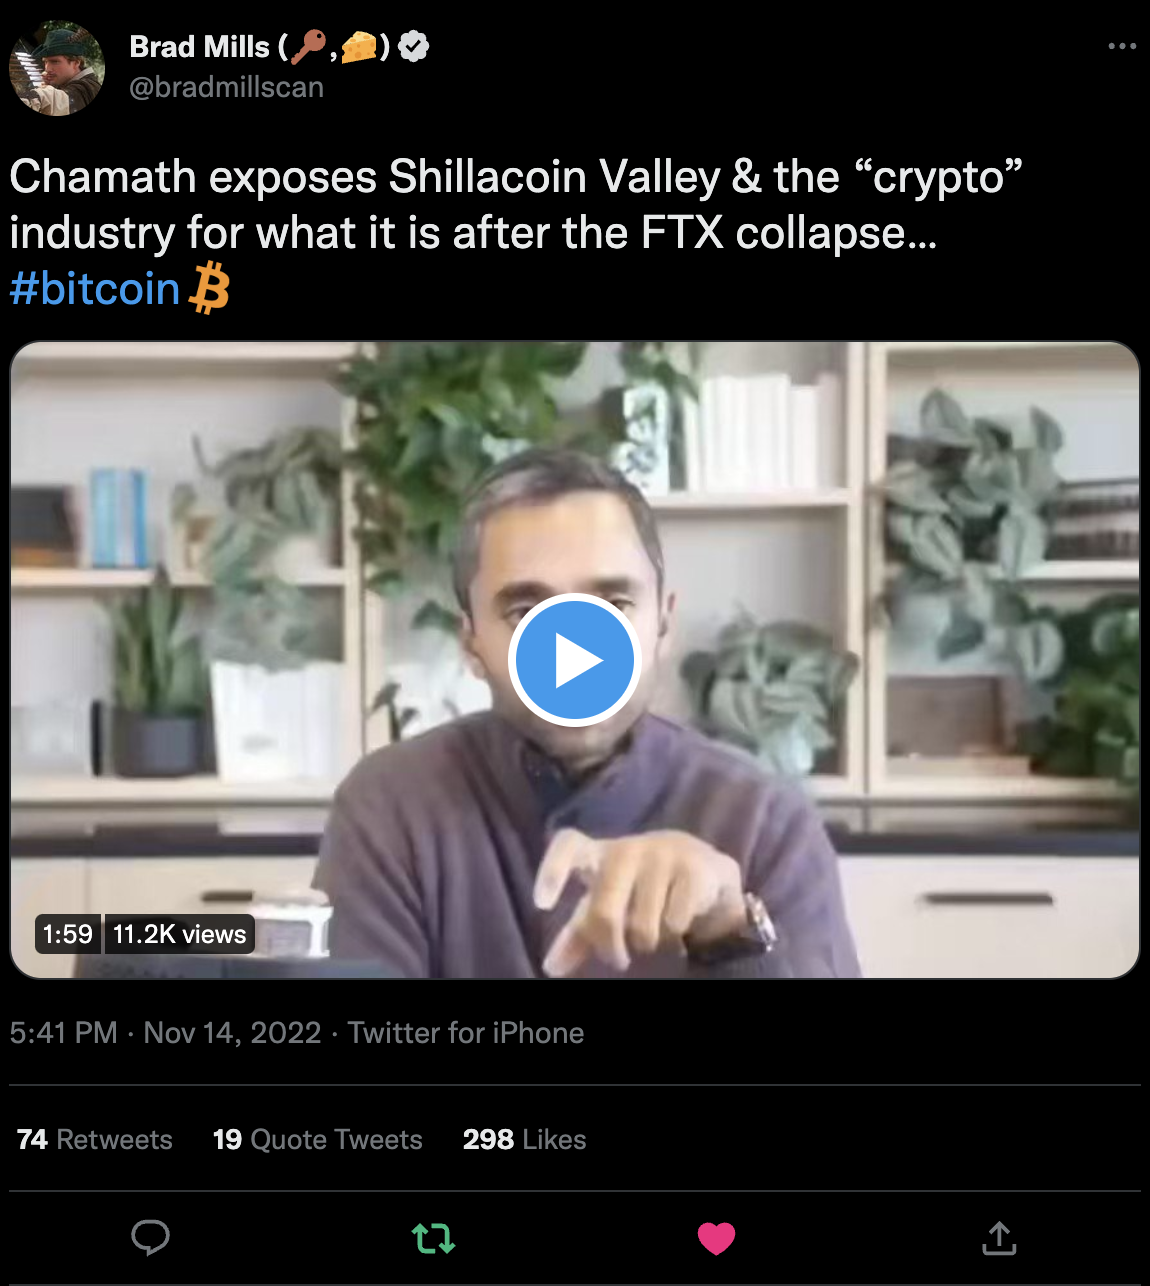 Brad Mills (🗝️,🧀)
@bradmillscan
Chamath exposes Shillacoin Valley & the “crypto”
industry for what it is after the FTX collapse...
#bitcoin
1:59 11.2K views
5:41 PM · Nov 14, 2022 · Twitter for iPhone
74 Retweets 19 Quote Tweets 298 Likes